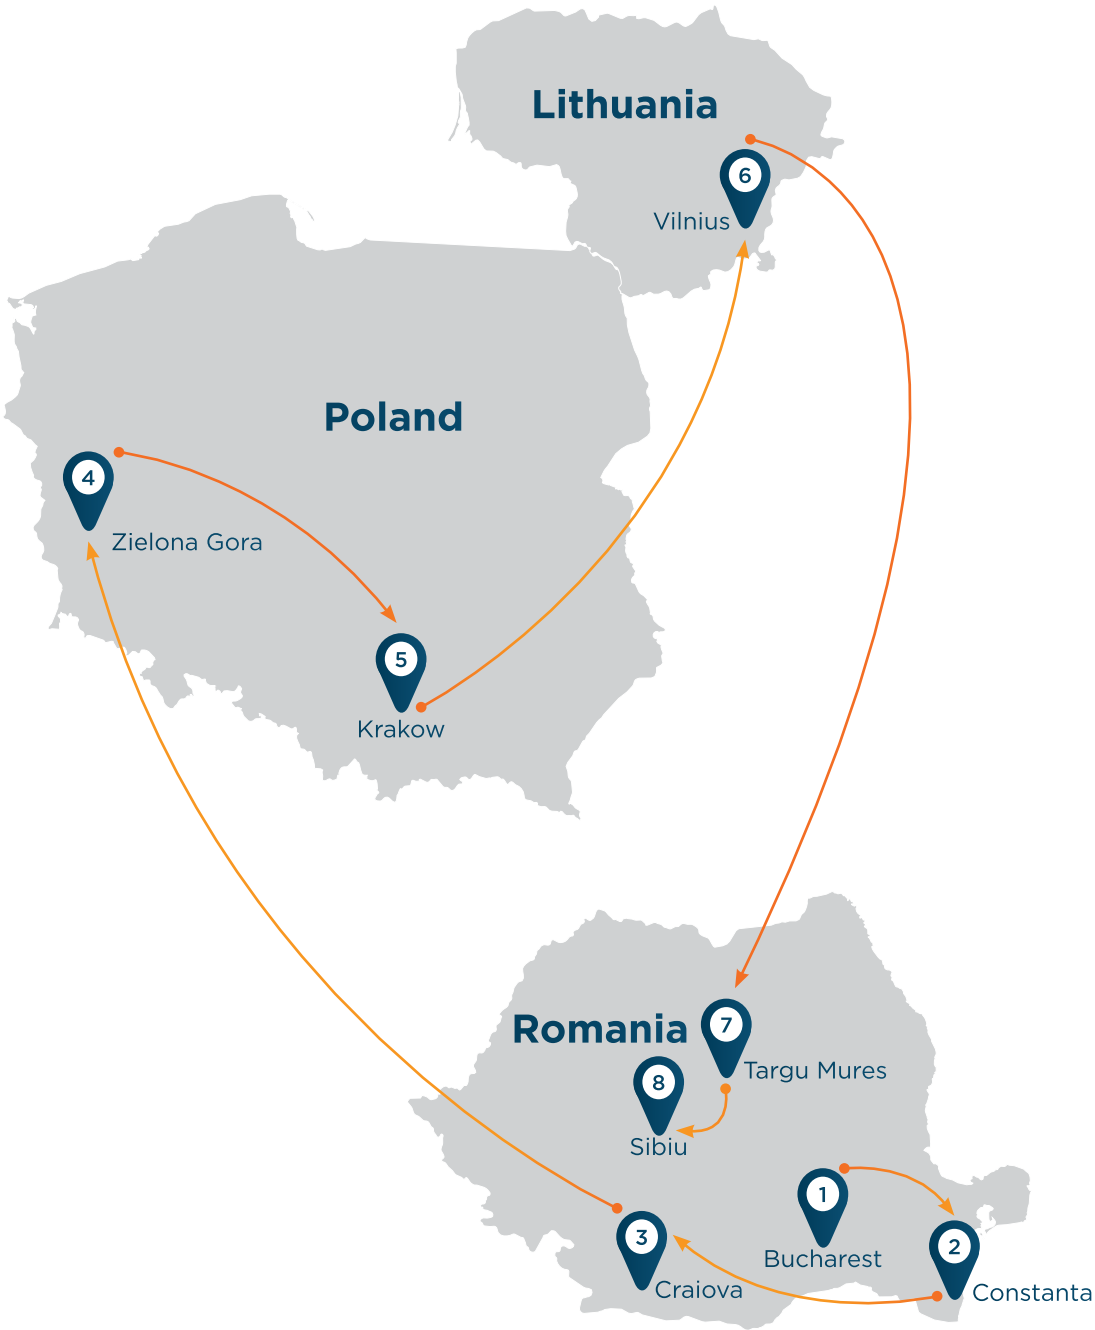 Lithuania
6
Vilnius
Poland
4
Zielona Gora
5
Krakow
Romania
7
Targu Mures
8
Sibiu
1
Bucharest
2
Constanta
3
Craiova